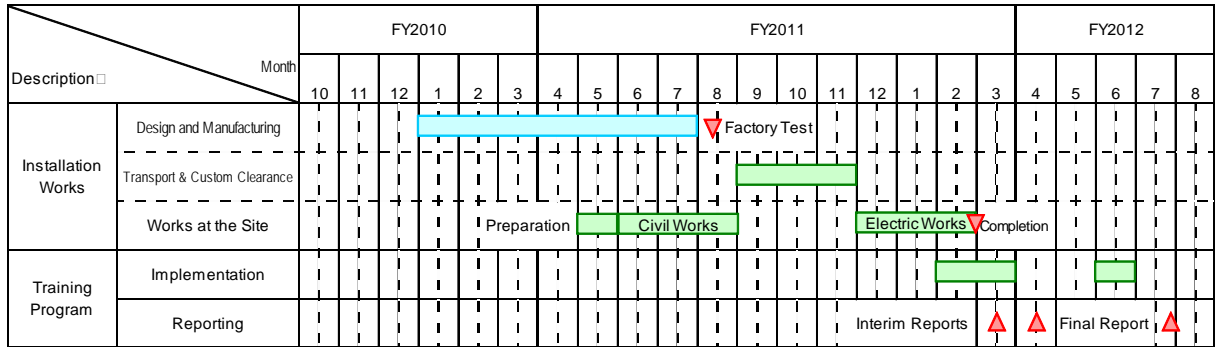 FY2010 FY2011 FY2012
Month
Description□
10 11 12 1 2 3 4 5 6 7 8 9 10 11 12 1 2 3 4 5 6 7 8
Installation
Works
Design and Manufacturing
Factory Test
Transport & Custom Clearance
Works at the Site
Preparation
Civil Works
Electric Works
Completion
Training
Program
Implementation
Reporting
Interim Reports
Final Report